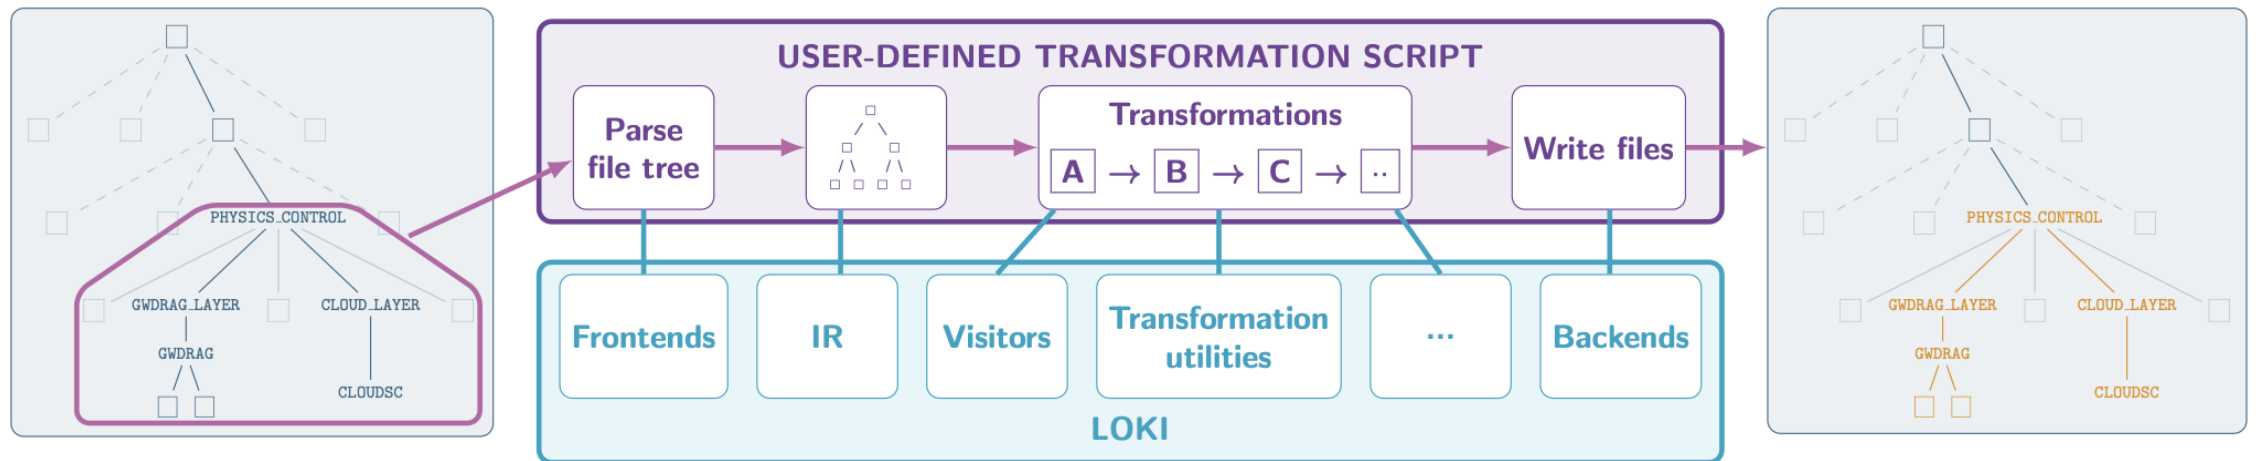 PHYSICS_CONTROL
GWDRAG_LAYER
CLOUD_LAYER
GWDRAG
CLOUDSC
USER-DEFINED TRANSFORMATION SCRIPT
Parse
file tree
Transformations
A → B → C → ..
Write files
Frontends
IR
Visitors
Transformation
utilities
...
Backends
LOKI
PHYSICS_CONTROL
GWDRAG_LAYER
CLOUD_LAYER
GWDRAG
CLOUDSC